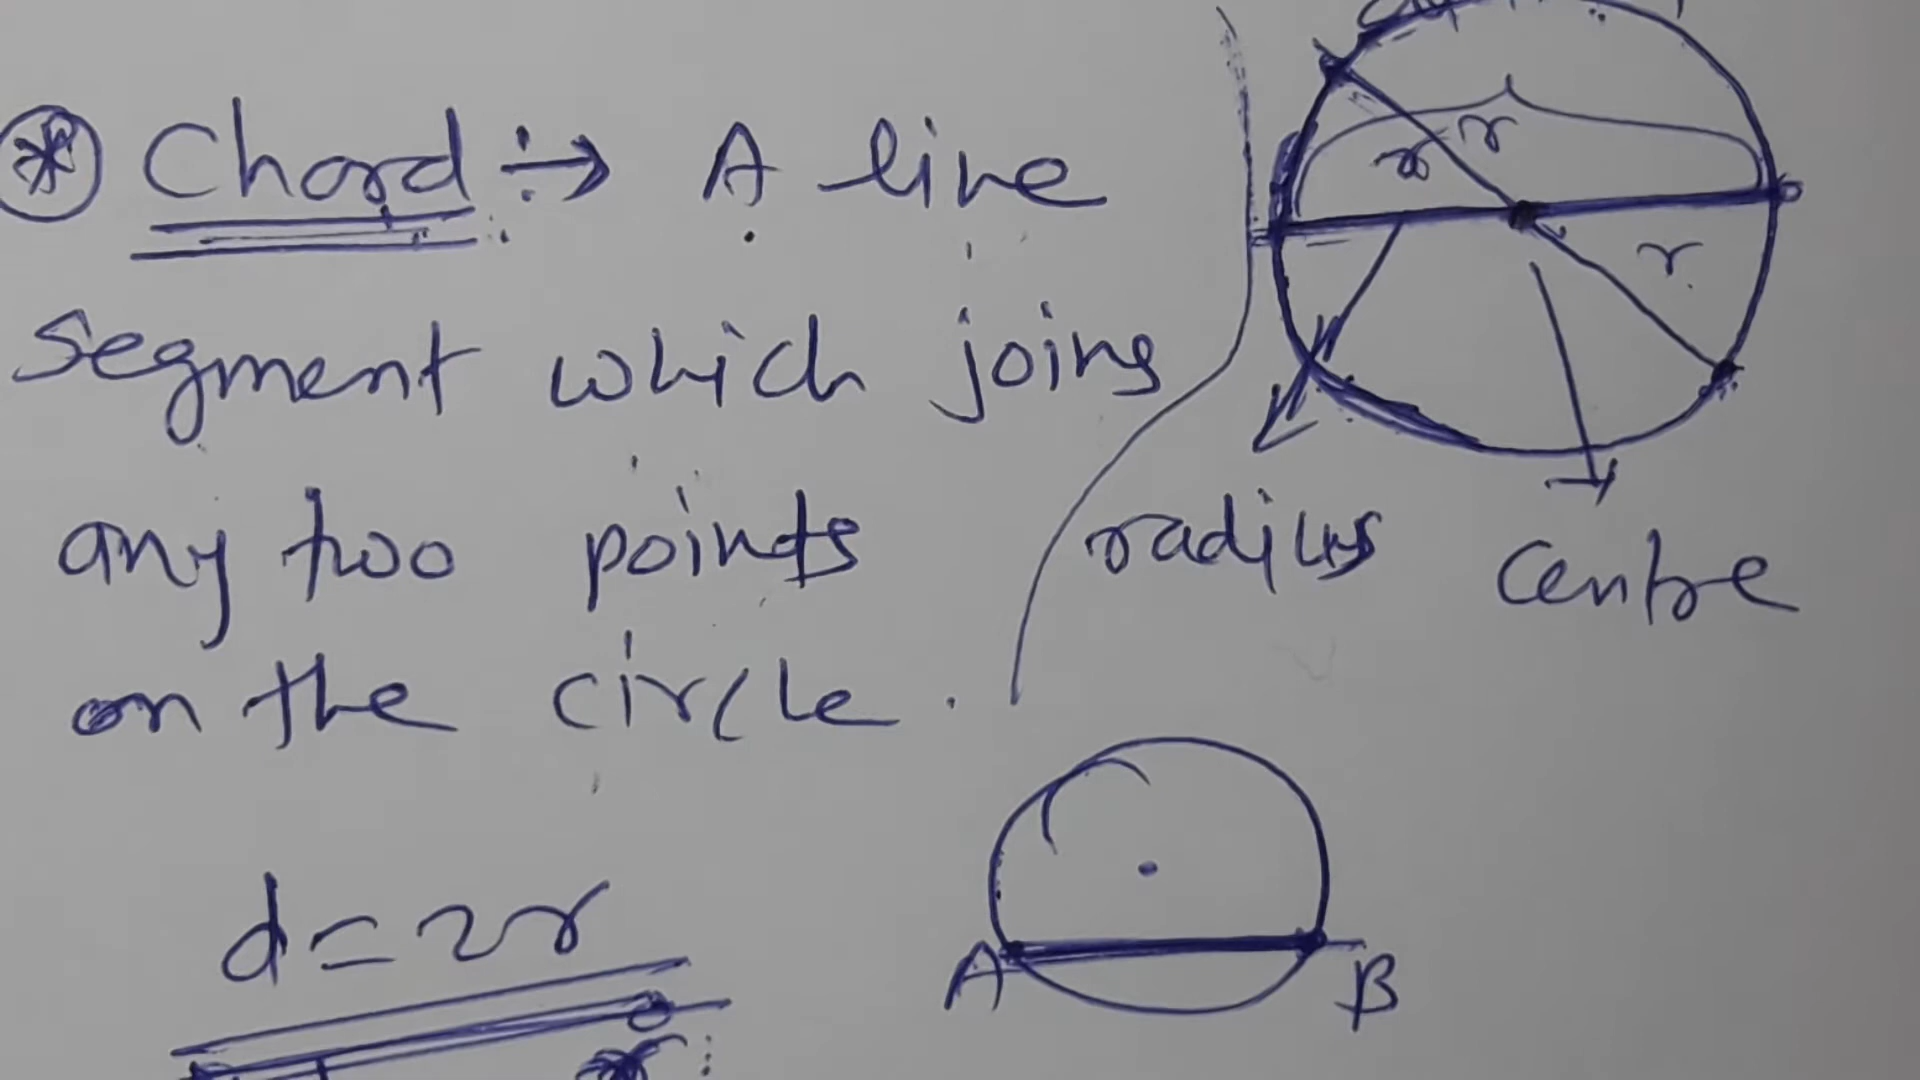 Chord ÷→ A line
segment which joins
any two points
on the circle.
d=2r
r
r
r
r
radius
Centre
A
B